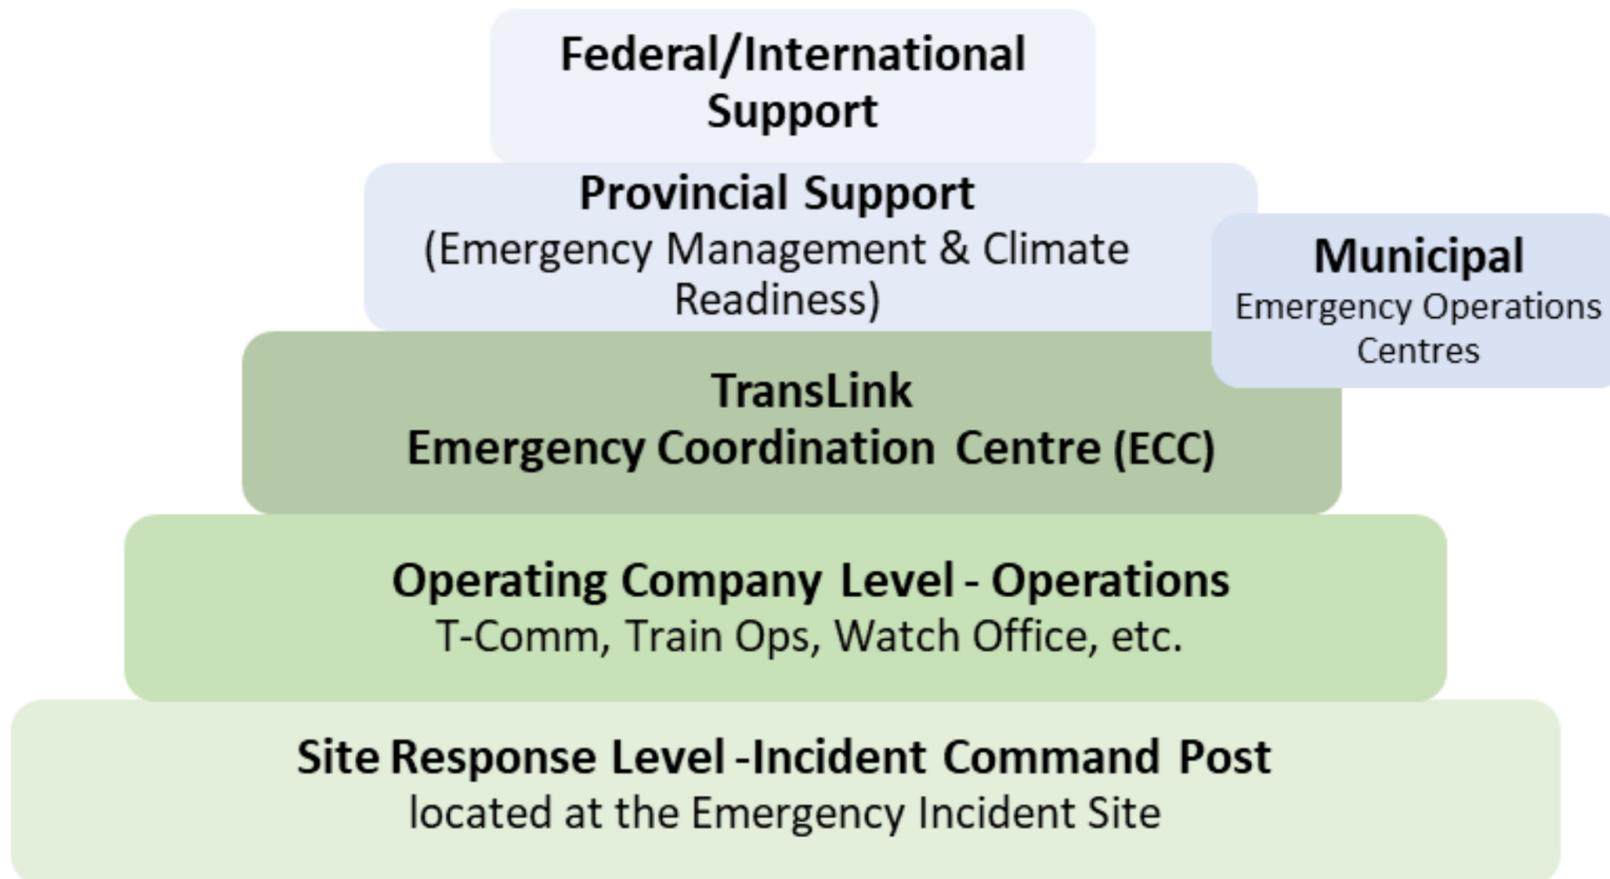 Federal/International
Support
Provincial Support
(Emergency Management & Climate
Readiness)
Municipal
Emergency Operations
Centres
TransLink
Emergency Coordination Centre (ECC)
Operating Company Level - Operations
T-Comm, Train Ops, Watch Office, etc.
Site Response Level -Incident Command Post
located at the Emergency Incident Site